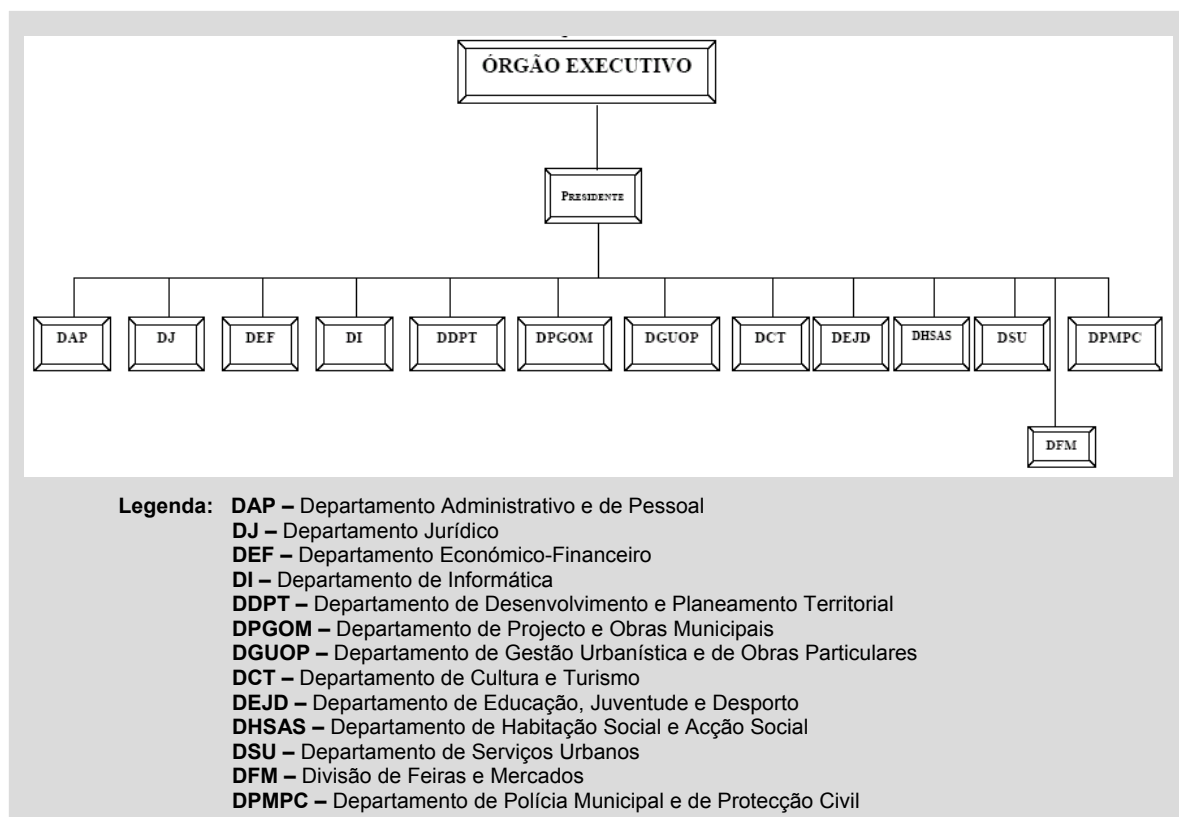 ÓRGÃO EXECUTIVO
PRESIDENTE
DAP DJ DEF DI DDPT DPGOM DGUOP DCT DEJD DHSAS DSU DPMPC
DFM
Legenda: DAP – Departamento Administrativo e de Pessoal
DJ – Departamento Jurídico
DEF – Departamento Económico-Financeiro
DI – Departamento de Informática
DDPT – Departamento de Desenvolvimento e Planeamento Territorial
DPGOM – Departamento de Projecto e Obras Municipais
DGUOP – Departamento de Gestão Urbanística e de Obras Particulares
DCT – Departamento de Cultura e Turismo
DEJD – Departamento de Educação, Juventude e Desporto
DHSAS – Departamento de Habitação Social e Acção Social
DSU – Departamento de Serviços Urbanos
DFM – Divisão de Feiras e Mercados
DPMPC – Departamento de Polícia Municipal e de Protecção Civil